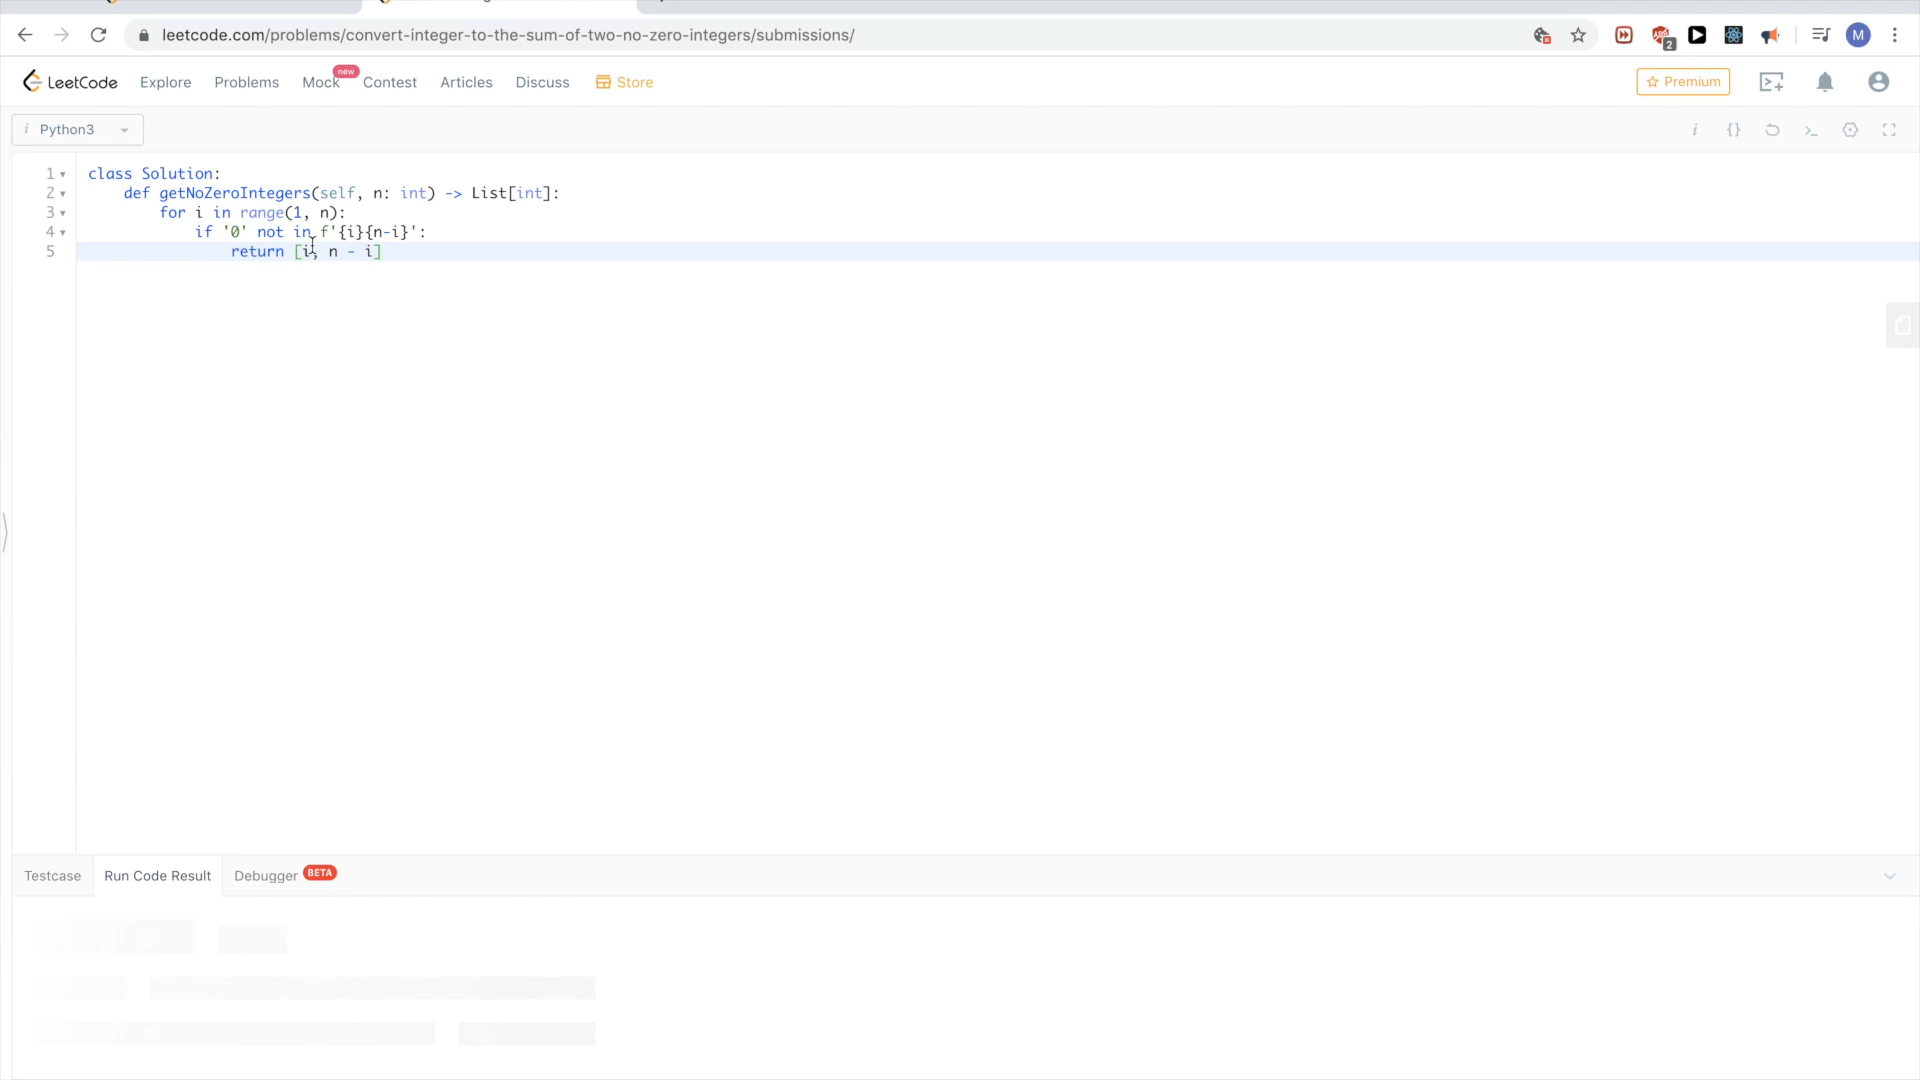 leetcode.com/problems/convert-integer-to-the-sum-of-two-no-zero-integers/submissions/
2
M
LeetCode Explore Problems Mock new Contest Articles Discuss Store Premium
i Python3
i {}
1 class Solution:
2 def getNoZeroIntegers(self, n: int) -> List[int]:
3 for i in range(1, n):
4 if '0' not in f'{i}{n-i}':
5 return [i, n - i]
Testcase Run Code Result Debugger BETA